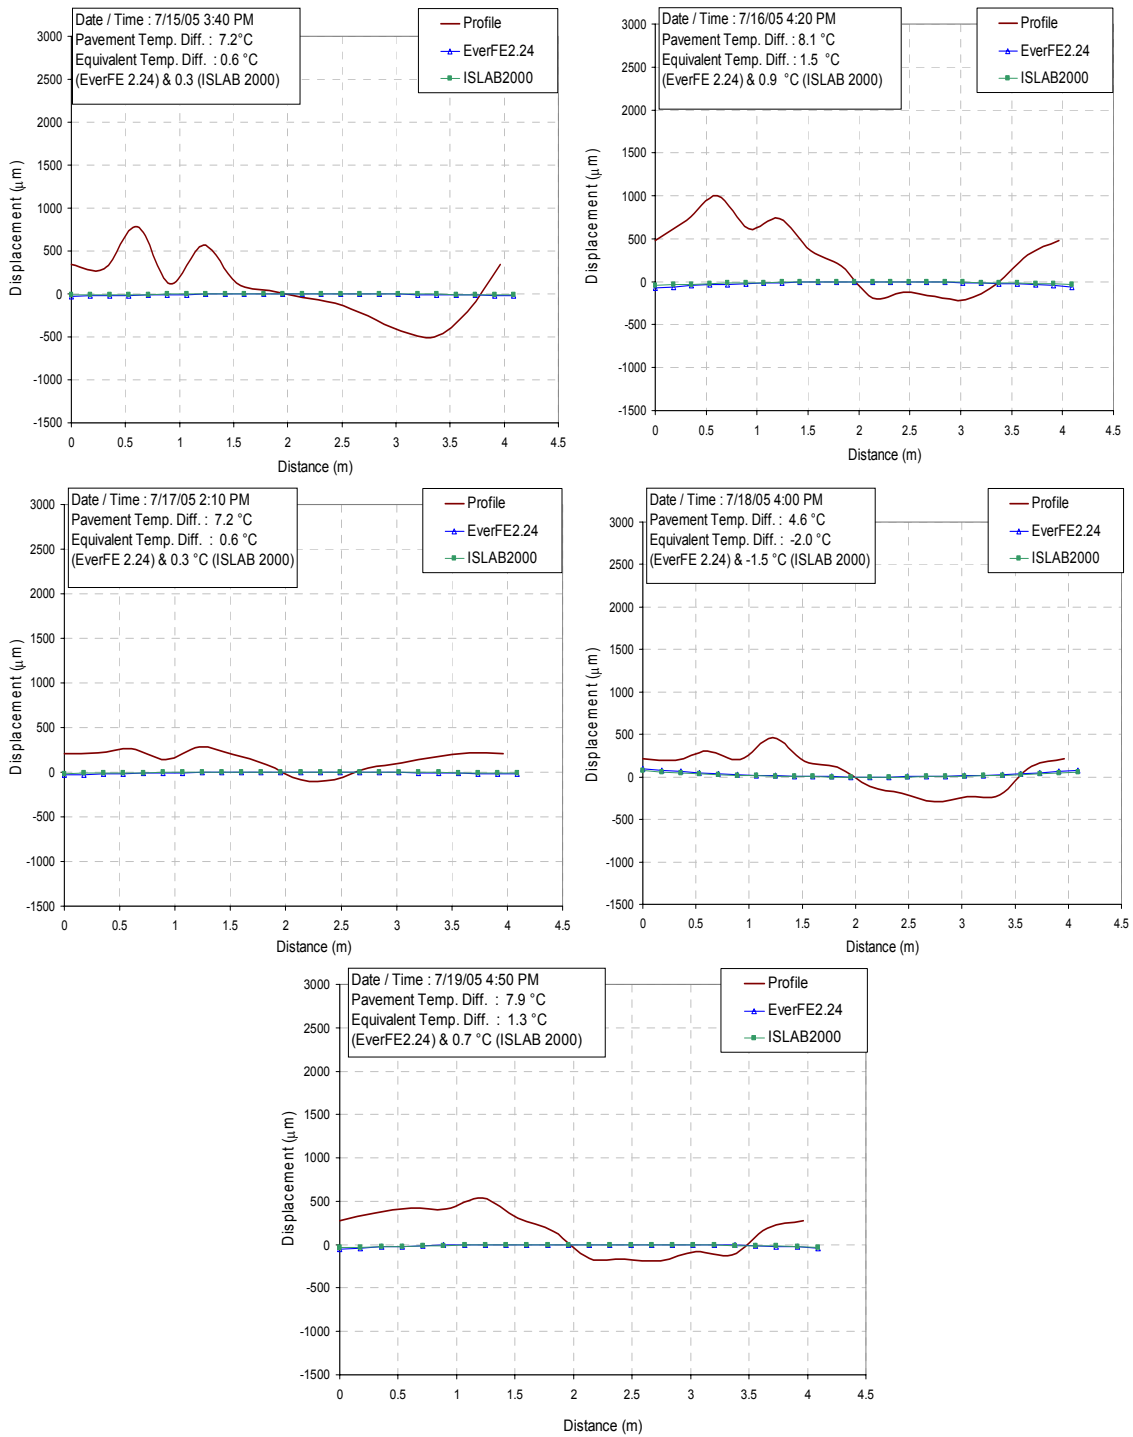 Date / Time : 7/15/05 3:40 PM
Pavement Temp. Diff. : 7.2°C
Equivalent Temp. Diff. : 0.6 °C
(EverFE 2.24) & 0.3 (ISLAB 2000)
Profile
EverFE2.24
ISLAB2000
3000
2500
2000
1500
1000
500
0
-500
-1000
-1500
Displacement (μm)
0 0.5 1 1.5 2 2.5 3 3.5 4 4.5
Distance (m)
Date / Time : 7/16/05 4:20 PM
Pavement Temp. Diff. : 8.1 °C
Equivalent Temp. Diff. : 1.5 °C
(EverFE 2.24) & 0.9 °C (ISLAB 2000)
Profile
EverFE2.24
ISLAB2000
3000
2500
2000
1500
1000
500
0
-500
-1000
-1500
Displacement (μm)
0 0.5 1 1.5 2 2.5 3 3.5 4 4.5
Distance (m)
Date / Time : 7/17/05 2:10 PM
Pavement Temp. Diff. : 7.2 °C
Equivalent Temp. Diff. : 0.6 °C
(EverFE 2.24) & 0.3 °C (ISLAB 2000)
Profile
EverFE2.24
ISLAB2000
3000
2500
2000
1500
1000
500
0
-500
-1000
-1500
Displacement (μm)
0 0.5 1 1.5 2 2.5 3 3.5 4 4.5
Distance (m)
Date / Time : 7/18/05 4:00 PM
Pavement Temp. Diff. : 4.6 °C
Equivalent Temp. Diff. : -2.0 °C
(EverFE 2.24) & -1.5 °C (ISLAB 2000)
Profile
EverFE2.24
ISLAB2000
3000
2500
2000
1500
1000
500
0
-500
-1000
-1500
Displacement (μm)
0 0.5 1 1.5 2 2.5 3 3.5 4 4.5
Distance (m)
Date / Time : 7/19/05 4:50 PM
Pavement Temp. Diff. : 7.9 °C
Equivalent Temp. Diff. : 1.3 °C
(EverFE2.24) & 0.7 °C (ISLAB 2000)
Profile
EverFE2.24
ISLAB2000
3000
2500
2000
1500
1000
500
0
-500
-1000
-1500
Displacement (μm)
0 0.5 1 1.5 2 2.5 3 3.5 4 4.5
Distance (m)